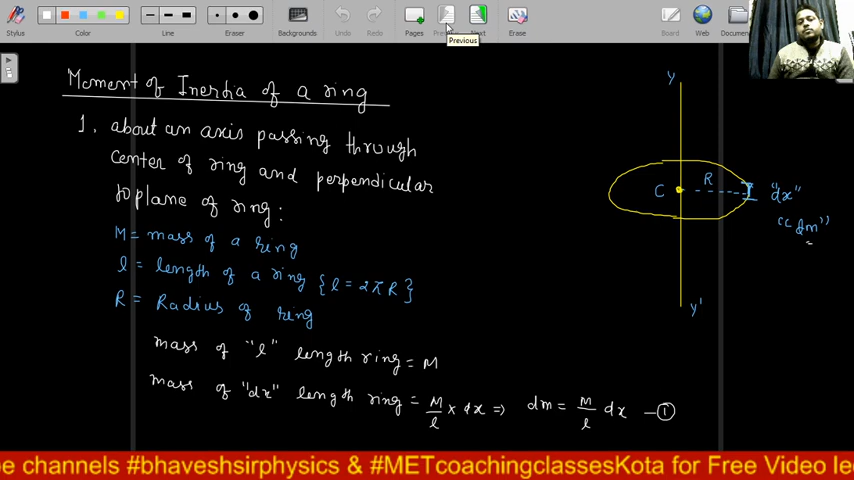 Stylus
Color
Line
Eraser
Backgrounds
Undo
Redo
Pages
Next
Erase
Board
Web
Previous
Moment of Inertia of a ring
1. about an axis passing through
center of ring and perpendicular
to plane of ring:
M = mass of a ring
l = length of a ring {l = 2πR}
R = Radius of ring
mass of "l" length ring = M
mass of "dx" length ring = M/l × dx => dm = M/l dx —①
y
C
R
"dx"
"dm"
y'
channels #bhaveshsirphysics & #METcoachingclassesKota for Free Video